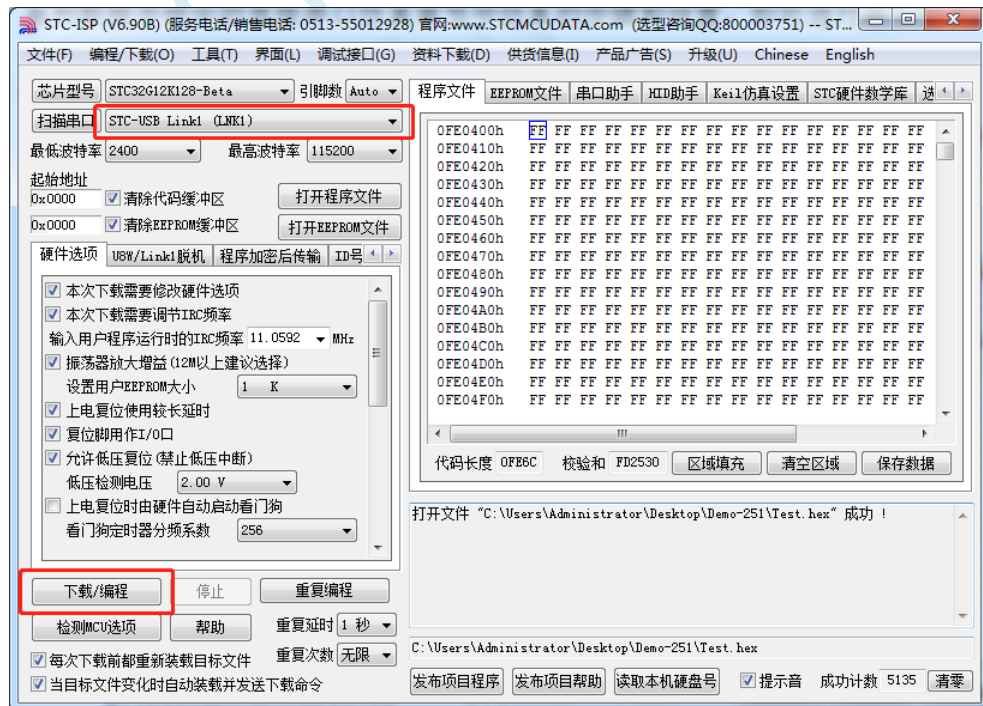 STC-ISP (V6.90B) (服务电话/销售电话: 0513-55012928) 官网:www.STCMCUDATA.com (选型咨询QQ:800003751) -- ST...
文件(F) 编程/下载(O) 工具(T) 界面(L) 调试接口(G) 资料下载(D) 供货信息(I) 产品广告(S) 升级(U) Chinese English
芯片型号 STC32G12K128-Beta 引脚数 Auto
扫描串口 STC-USB Link1 (LNK1)
最低波特率 2400 最高波特率 115200
起始地址
0x0000 清除代码缓冲区 打开程序文件
0x0000 清除EEPROM缓冲区 打开EEPROM文件
硬件选项 U8W/Link1脱机 程序加密后传输 ID号
本次下载需要修改硬件选项
本次下载需要调节IRC频率
输入用户程序运行时的IRC频率 11.0592 MHz
振荡器放大增益(12M以上建议选择)
设置用户EEPROM大小 1 K
上电复位使用较长延时
复位脚用作I/O口
允许低压复位(禁止低压中断)
低压检测电压 2.00 V
上电复位时由硬件自动启动看门狗
看门狗定时器分频系数 256
下载/编程 停止 重复编程
检测MCU选项 帮助 重复延时 1 秒
每次下载前都重新装载目标文件 重复次数 无限
当目标文件变化时自动装载并发送下载命令
程序文件 EEPROM文件 串口助手 HID助手 Keil仿真设置 STC硬件数学库 选
0FE0400h FF FF FF FF FF FF FF FF FF FF FF FF FF FF FF FF
0FE0410h FF FF FF FF FF FF FF FF FF FF FF FF FF FF FF FF
0FE0420h FF FF FF FF FF FF FF FF FF FF FF FF FF FF FF FF
0FE0430h FF FF FF FF FF FF FF FF FF FF FF FF FF FF FF FF
0FE0440h FF FF FF FF FF FF FF FF FF FF FF FF FF FF FF FF
0FE0450h FF FF FF FF FF FF FF FF FF FF FF FF FF FF FF FF
0FE0460h FF FF FF FF FF FF FF FF FF FF FF FF FF FF FF FF
0FE0470h FF FF FF FF FF FF FF FF FF FF FF FF FF FF FF FF
0FE0480h FF FF FF FF FF FF FF FF FF FF FF FF FF FF FF FF
0FE0490h FF FF FF FF FF FF FF FF FF FF FF FF FF FF FF FF
0FE04A0h FF FF FF FF FF FF FF FF FF FF FF FF FF FF FF FF
0FE04B0h FF FF FF FF FF FF FF FF FF FF FF FF FF FF FF FF
0FE04C0h FF FF FF FF FF FF FF FF FF FF FF FF FF FF FF FF
0FE04D0h FF FF FF FF FF FF FF FF FF FF FF FF FF FF FF FF
0FE04E0h FF FF FF FF FF FF FF FF FF FF FF FF FF FF FF FF
0FE04F0h FF FF FF FF FF FF FF FF FF FF FF FF FF FF FF FF
代码长度 0FE6C 校验和 FD2530 区域填充 清空区域 保存数据
打开文件 "C:\Users\Administrator\Desktop\Demo-251\Test.hex" 成功 !
C:\Users\Administrator\Desktop\Demo-251\Test.hex
发布项目程序 发布项目帮助 读取本机硬盘号 提示音 成功计数 5135 清零